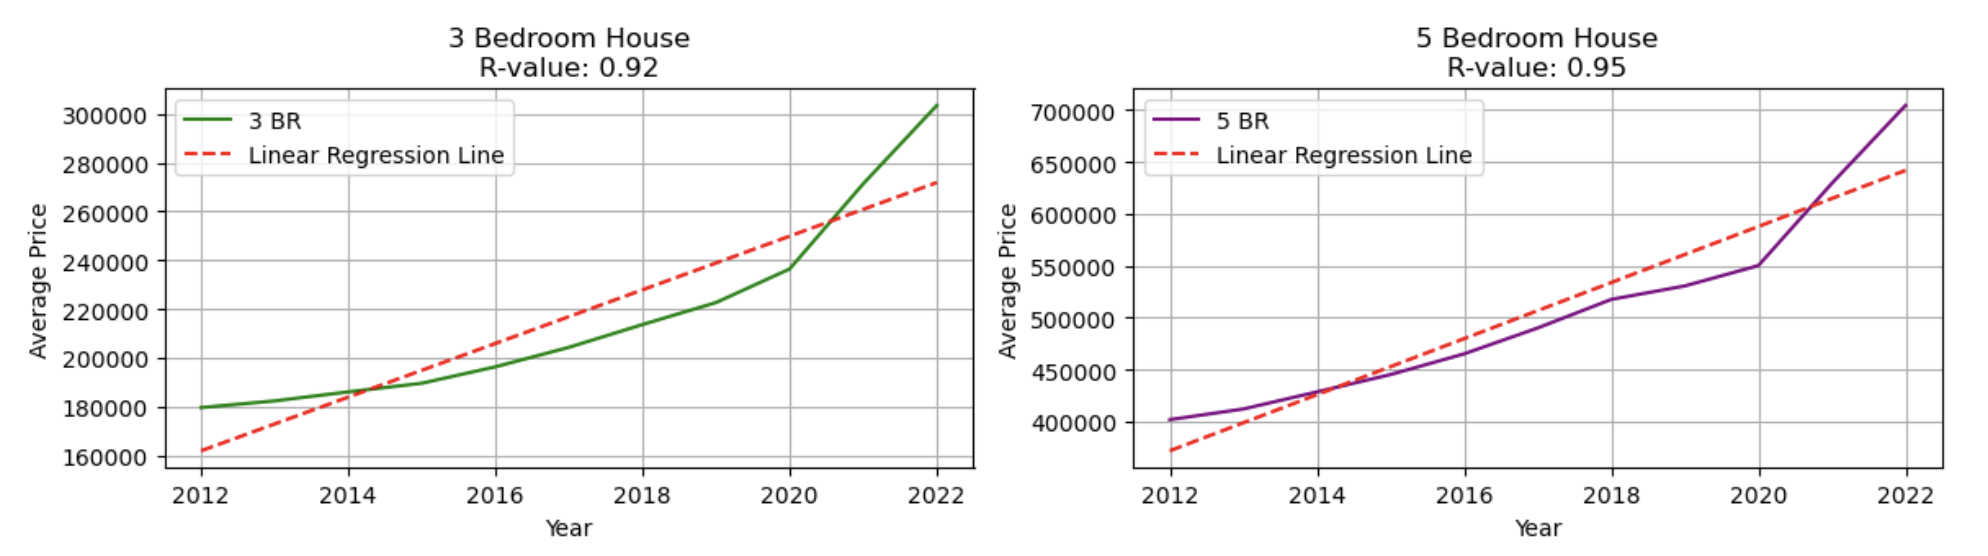 3 Bedroom House
R-value: 0.92
300000
280000
260000
240000
220000
200000
180000
160000
Average Price
3 BR
Linear Regression Line
2012 2014 2016 2018 2020 2022
Year
5 Bedroom House
R-value: 0.95
700000
650000
600000
550000
500000
450000
400000
Average Price
5 BR
Linear Regression Line
2012 2014 2016 2018 2020 2022
Year